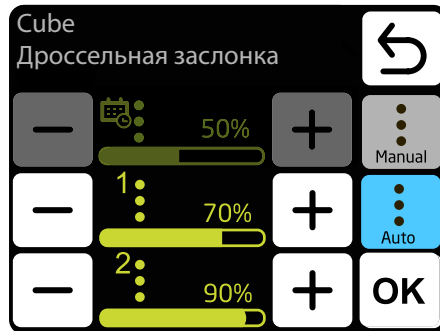 Cube
Дроссельная заслонка
50%
Manual
1
70%
Auto
2
90%
OK